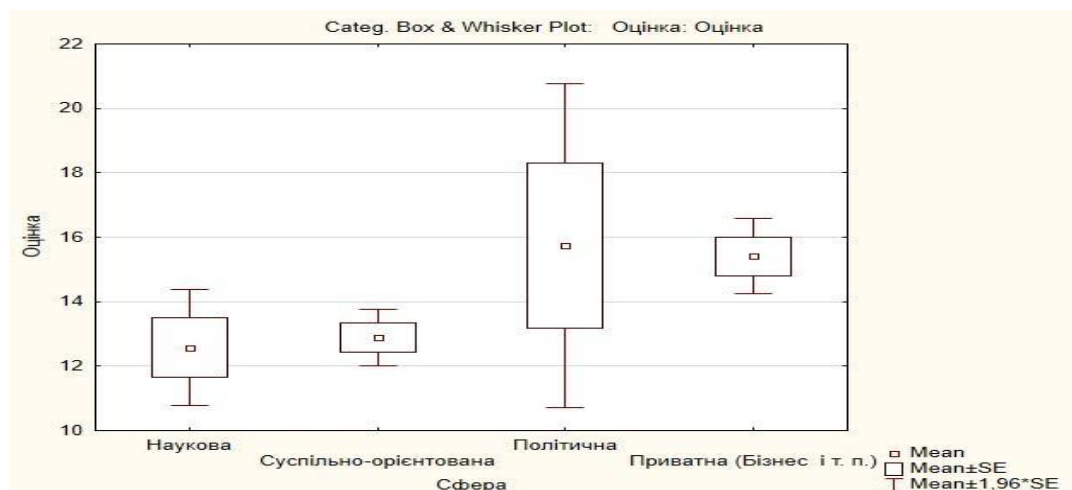 Categ. Box & Whisker Plot: Оцінка: Оцінка
22
20
18
16
14
12
10
Оцінка
Наукова
Суспільно-орієнтована
Політична
Приватна (Бізнес і т. п.)
Сфера
Mean
Mean±SE
Mean±1,96*SE